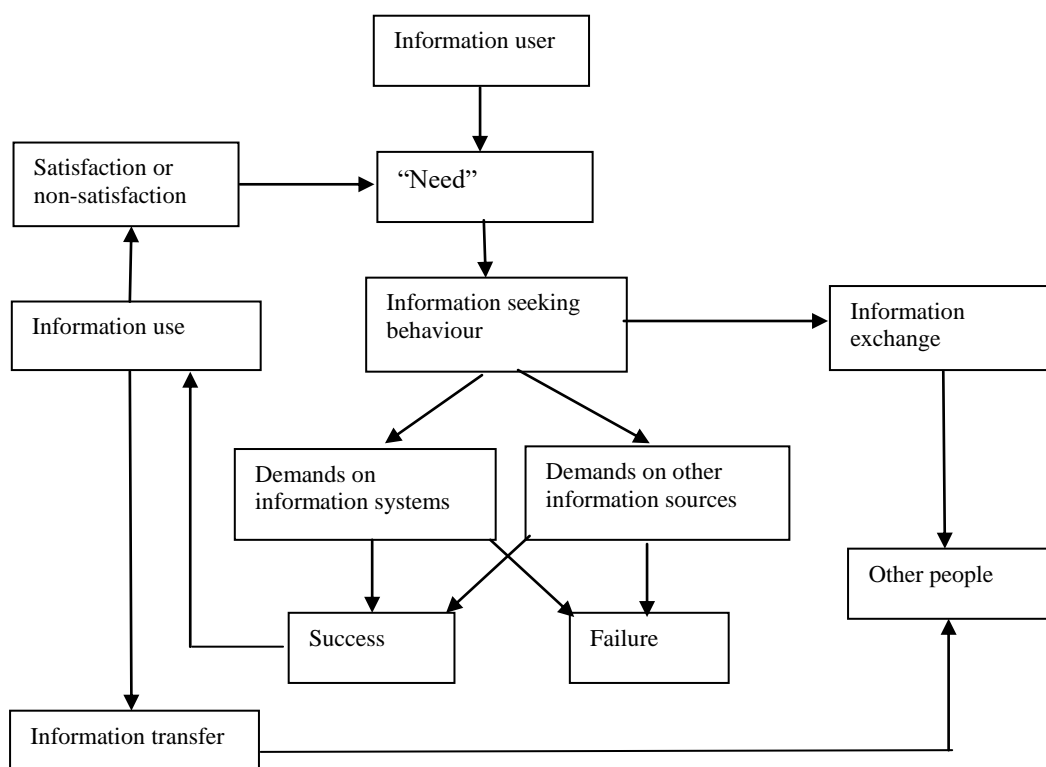 Information user
Satisfaction or
non-satisfaction
“Need”
Information use
Information seeking
behaviour
Information
exchange
Demands on
information systems
Demands on other
information sources
Other people
Success
Failure
Information transfer